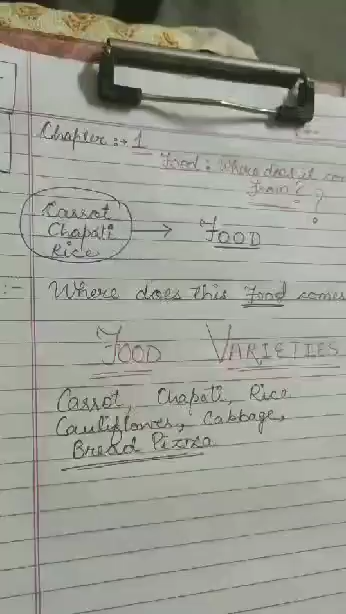 Chapter :→ 1
Food: Where does it com
from?
?
Carrot
Chapati
Rice
→ FOOD
:- Where does this Food comes
FOOD VARIETIES
Carrot, Chapati, Rice
Cauliflower, Cabbage,
Bread Pizza